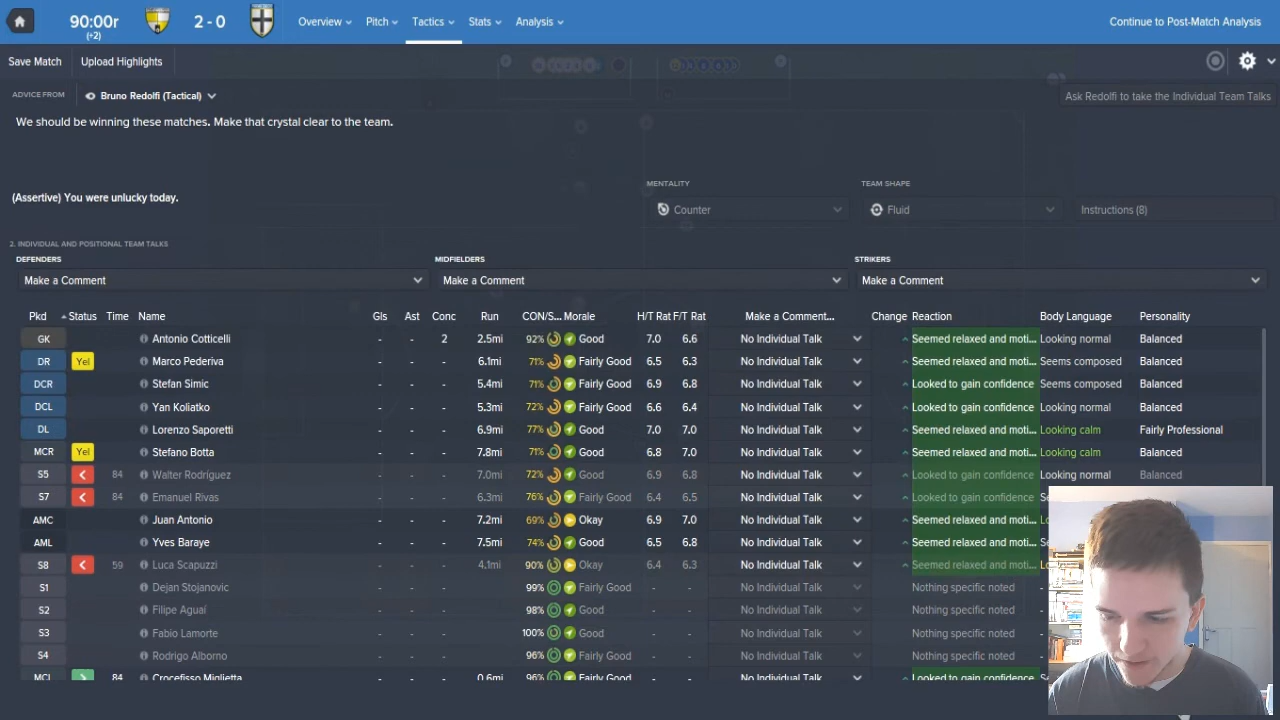 90:00r
(+2)
2 - 0
Overview
Pitch
Tactics
Stats
Analysis
Continue to Post-Match Analysis
Save Match
Upload Highlights
ADVICE FROM
Bruno Redolfi (Tactical)
Ask Redolfi to take the Individual Team Talks
We should be winning these matches. Make that crystal clear to the team.
MENTALITY
TEAM SHAPE
(Assertive) You were unlucky today.
Counter
Fluid
Instructions (8)
2. INDIVIDUAL AND POSITIONAL TEAM TALKS
DEFENDERS
MIDFIELDERS
STRIKERS
Make a Comment
Make a Comment
Make a Comment
Pkd Status Time Name Gls Ast Conc Run CON/S... Morale H/T Rat F/T Rat Make a Comment... Change Reaction Body Language Personality
GK Antonio Cotticelli - - 2 2.5mi 92% Good 7.0 6.6 No Individual Talk Seemed relaxed and moti... Looking normal Balanced
DR Yel Marco Pederiva - - - 6.1mi 71% Fairly Good 6.5 6.3 No Individual Talk Seemed relaxed and moti... Seems composed Balanced
DCR Stefan Simic - - - 5.4mi 71% Fairly Good 6.9 6.8 No Individual Talk Looked to gain confidence Seems composed Balanced
DCL Yan Koliatko - - - 5.3mi 72% Fairly Good 6.6 6.4 No Individual Talk Looked to gain confidence Looking normal Balanced
DL Lorenzo Saporetti - - - 6.9mi 77% Good 7.0 7.0 No Individual Talk Seemed relaxed and moti... Looking calm Fairly Professional
MCR Yel Stefano Botta - - - 7.8mi 71% Good 6.8 7.0 No Individual Talk Seemed relaxed and moti... Looking calm Balanced
S5 84 Walter Rodríguez - - - 7.0mi 72% Good 6.9 6.8 No Individual Talk Looked to gain confidence Looking normal Balanced
S7 84 Emanuel Rivas - - - 6.3mi 76% Fairly Good 6.4 6.5 No Individual Talk Looked to gain confidence
AMC Juan Antonio - - - 7.2mi 69% Okay 6.9 7.0 No Individual Talk Seemed relaxed and moti...
AML Yves Baraye - - - 7.5mi 74% Good 6.5 6.8 No Individual Talk Seemed relaxed and moti...
S8 59 Luca Scapuzzi - - - 4.1mi 90% Okay 6.4 6.3 No Individual Talk Seemed relaxed and moti...
S1 Dejan Stojanovic 99% Fairly Good - - No Individual Talk Nothing specific noted -
S2 Filipe Aguaí 98% Good - - No Individual Talk Nothing specific noted -
S3 Fabio Lamorte 100% Good - - No Individual Talk Nothing specific noted -
S4 Rodrigo Alborno 96% Fairly Good - - No Individual Talk Nothing specific noted -
MCL 84 Crocefisso Miglietta - - - 0.6mi 96% Fairly Good - - No Individual Talk Looked to gain confidence